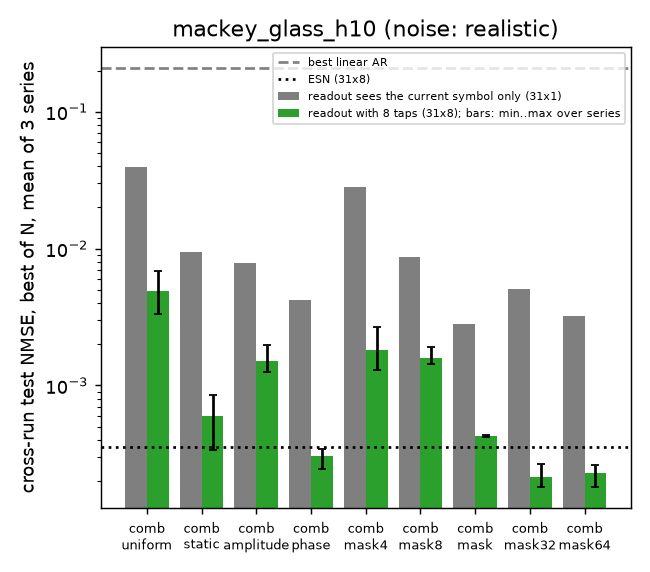 mackey_glass_h10 (noise: realistic)
cross-run test NMSE, best of N, mean of 3 series
10⁻¹
10⁻²
10⁻³
best linear AR
ESN (31x8)
readout sees the current symbol only (31x1)
readout with 8 taps (31x8); bars: min..max over series
comb uniform
comb static
comb amplitude
comb phase
comb mask4
comb mask8
comb mask
comb mask32
comb mask64